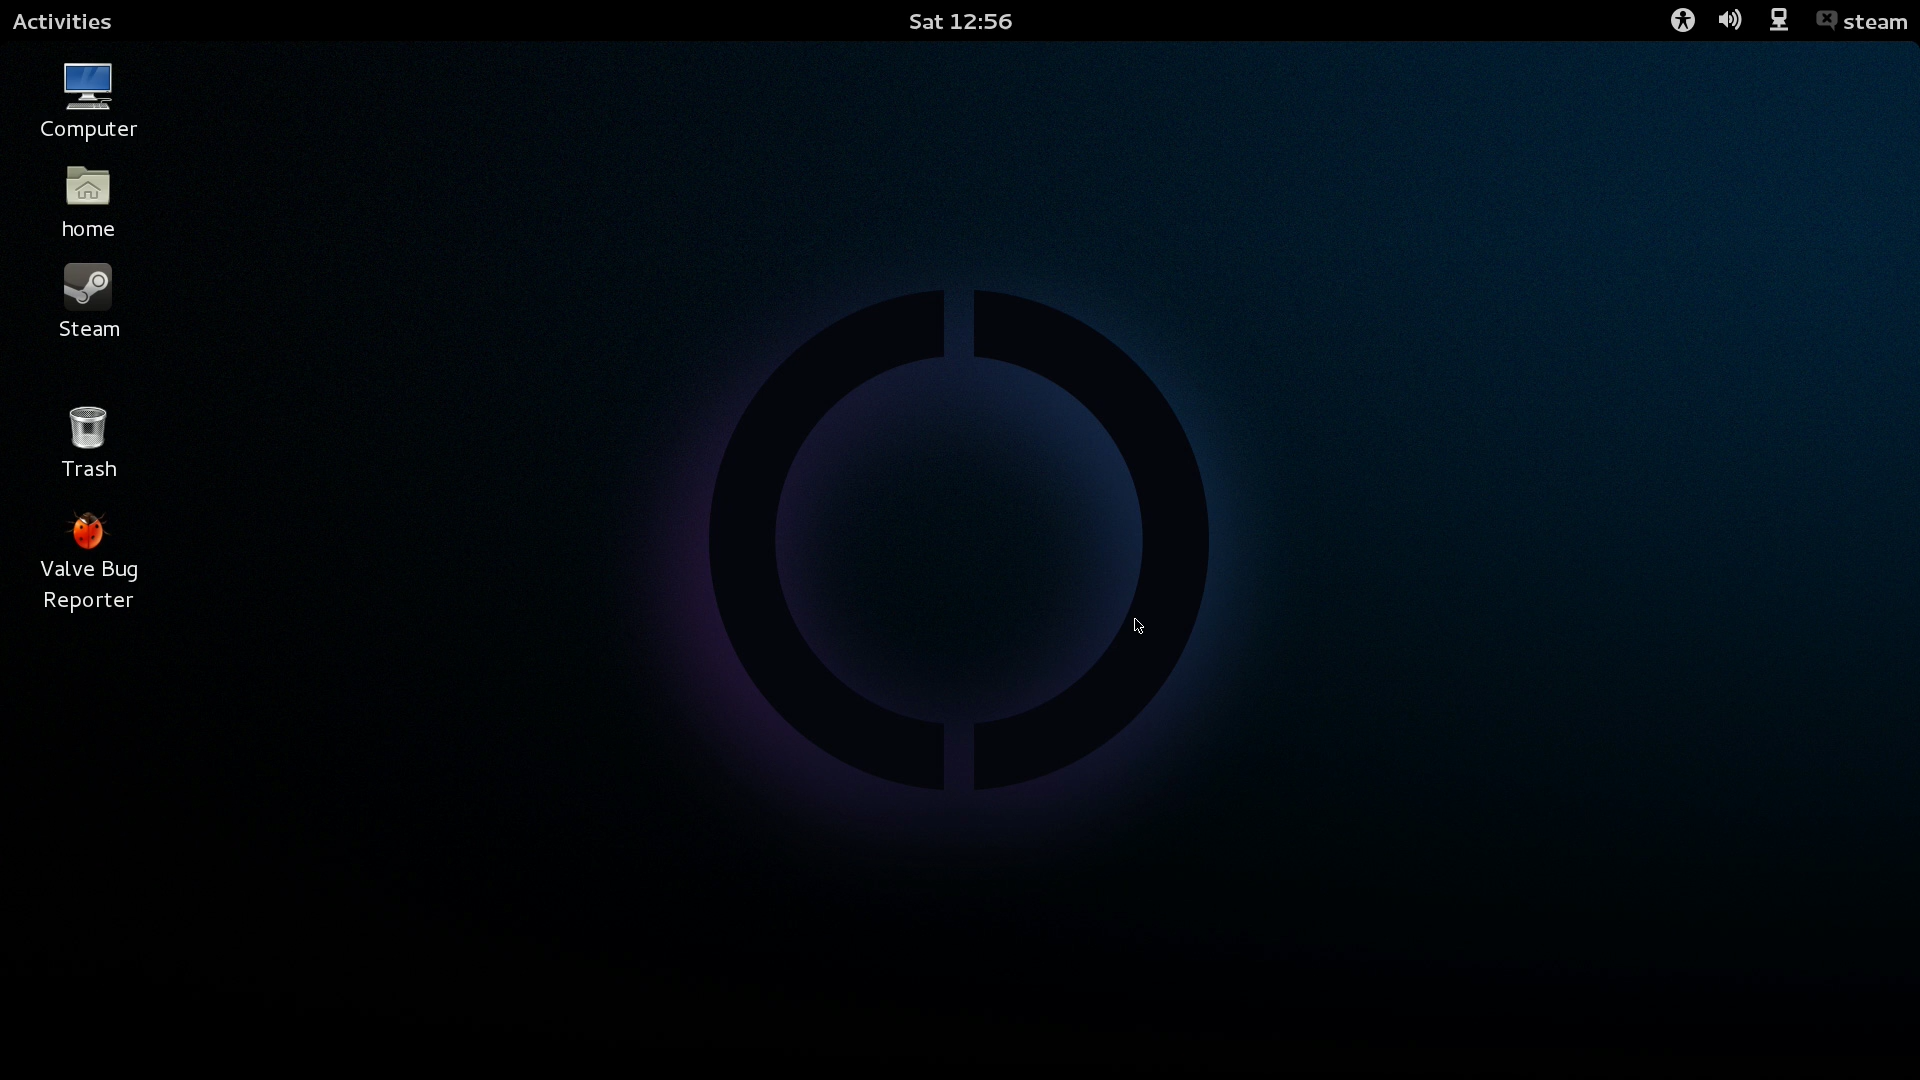 Activities
Sat 12:56
steam
Computer
home
Steam
Trash
Valve Bug
Reporter